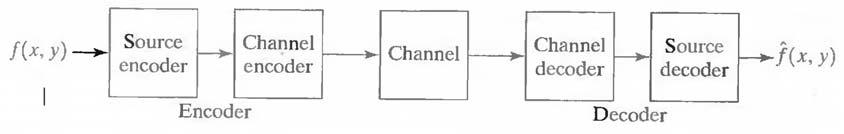 f(x, y)
Source
encoder
Channel
encoder
Channel
Channel
decoder
Source
decoder
f̂(x, y)
Encoder
Decoder